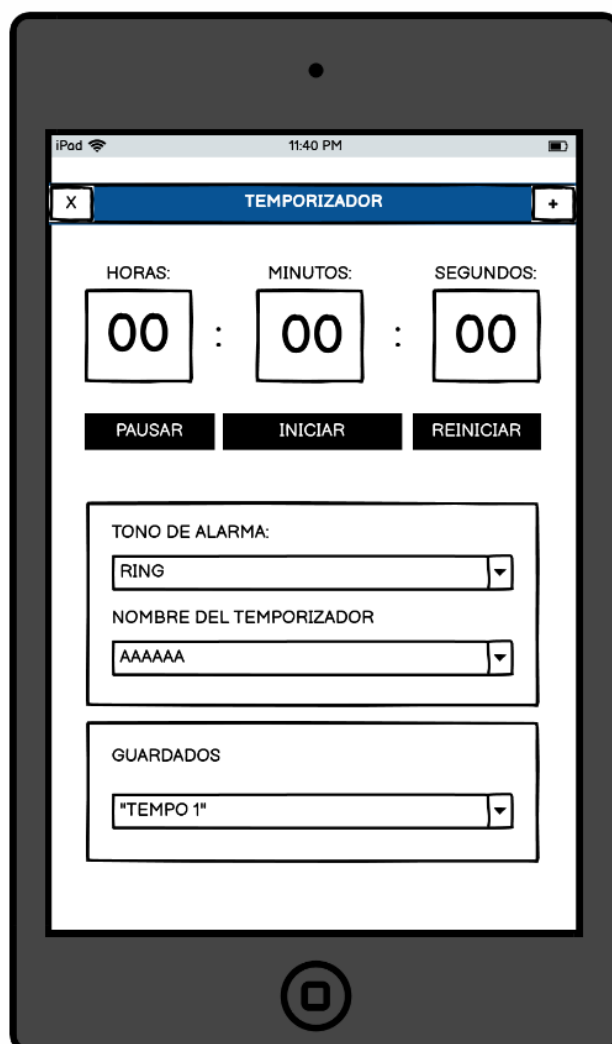 iPad 11:40 PM
X TEMPORIZADOR +
HORAS: MINUTOS: SEGUNDOS:
00 : 00 : 00
PAUSAR INICIAR REINICIAR
TONO DE ALARMA:
RING
NOMBRE DEL TEMPORIZADOR
AAAAAA
GUARDADOS
"TEMPO 1"